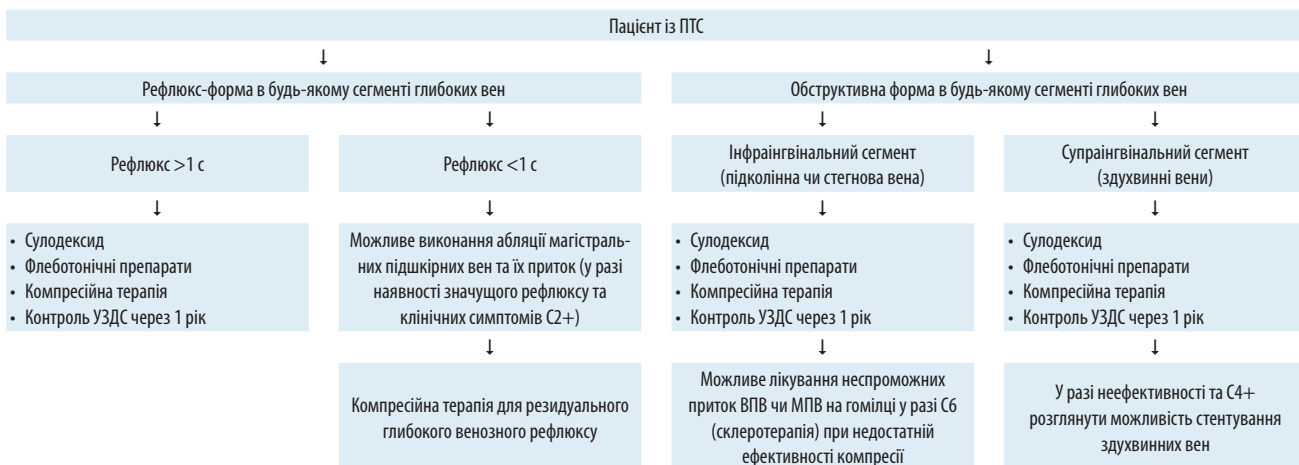 Пацієнт із ПТС
↓
↓
Рефлюкс-форма в будь-якому сегменті глибоких вен
Обструктивна форма в будь-якому сегменті глибоких вен
↓
↓
↓
↓
Рефлюкс >1 с
Рефлюкс <1 с
Інфраінгвінальний сегмент
(підколінна чи стегнова вена)
Супраінгвінальний сегмент
(здухвинні вени)
↓
↓
↓
↓
• Сулодексид
• Флеботонічні препарати
• Компресійна терапія
• Контроль УЗДС через 1 рік
Можливе виконання абляції магістраль-
них підшкірних вен та їх приток (у разі
наявності значущого рефлюксу та
клінічних симптомів С2+)
• Сулодексид
• Флеботонічні препарати
• Компресійна терапія
• Контроль УЗДС через 1 рік
• Сулодексид
• Флеботонічні препарати
• Компресійна терапія
• Контроль УЗДС через 1 рік
↓
↓
↓
Компресійна терапія для резидуального
глибокого венозного рефлюксу
Можливе лікування неспроможних
приток ВПВ чи МПВ на гомілці у разі С6
(склеротерапія) при недостатній
ефективності компресії
У разі неефективності та С4+
розглянути можливість стентування
здухвинних вен